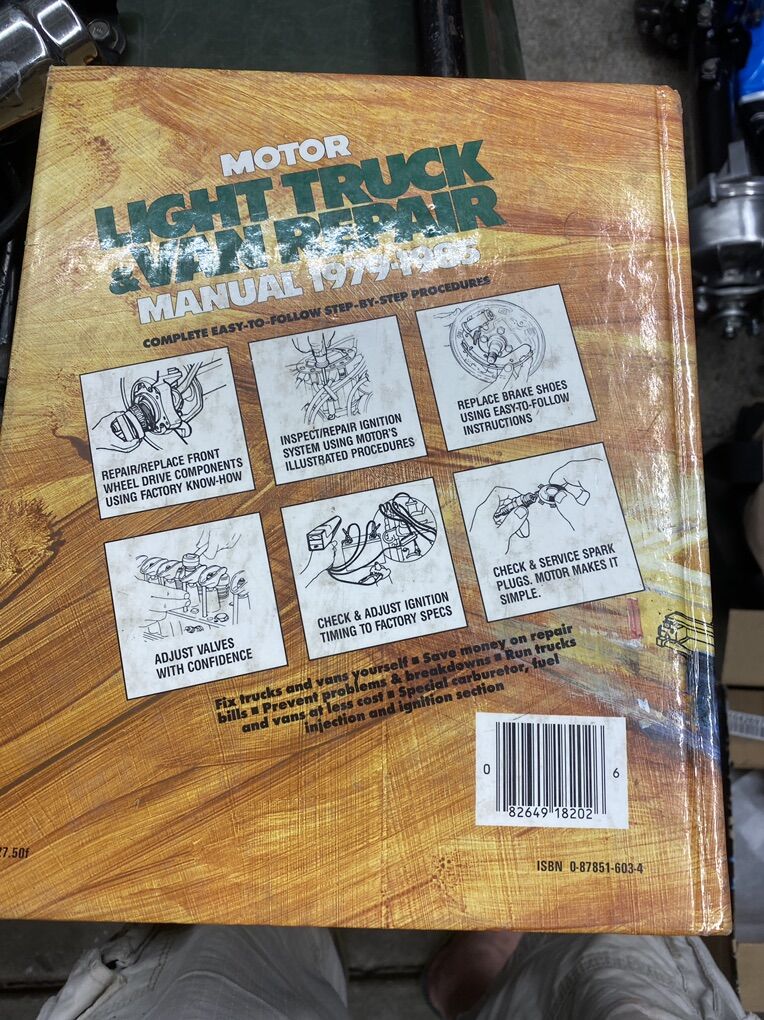 MOTOR
LIGHT TRUCK
& VAN REPAIR
MANUAL 1979-1985
COMPLETE EASY-TO-FOLLOW STEP-BY-STEP PROCEDURES
REPAIR/REPLACE FRONT
WHEEL DRIVE COMPONENTS
USING FACTORY KNOW-HOW
INSPECT/REPAIR IGNITION
SYSTEM USING MOTOR'S
ILLUSTRATED PROCEDURES
REPLACE BRAKE SHOES
USING EASY-TO-FOLLOW
INSTRUCTIONS
ADJUST VALVES
WITH CONFIDENCE
CHECK & ADJUST IGNITION
TIMING TO FACTORY SPECS
CHECK & SERVICE SPARK
PLUGS. MOTOR MAKES IT
SIMPLE.
Fix trucks and vans yourself ■ Save money on repair
bills ■ Prevent problems & breakdowns ■ Run trucks
and vans at less cost ■ Special carburetor, fuel
injection and ignition section
0 82649 18202 6
7.50f
ISBN 0-87851-603-4